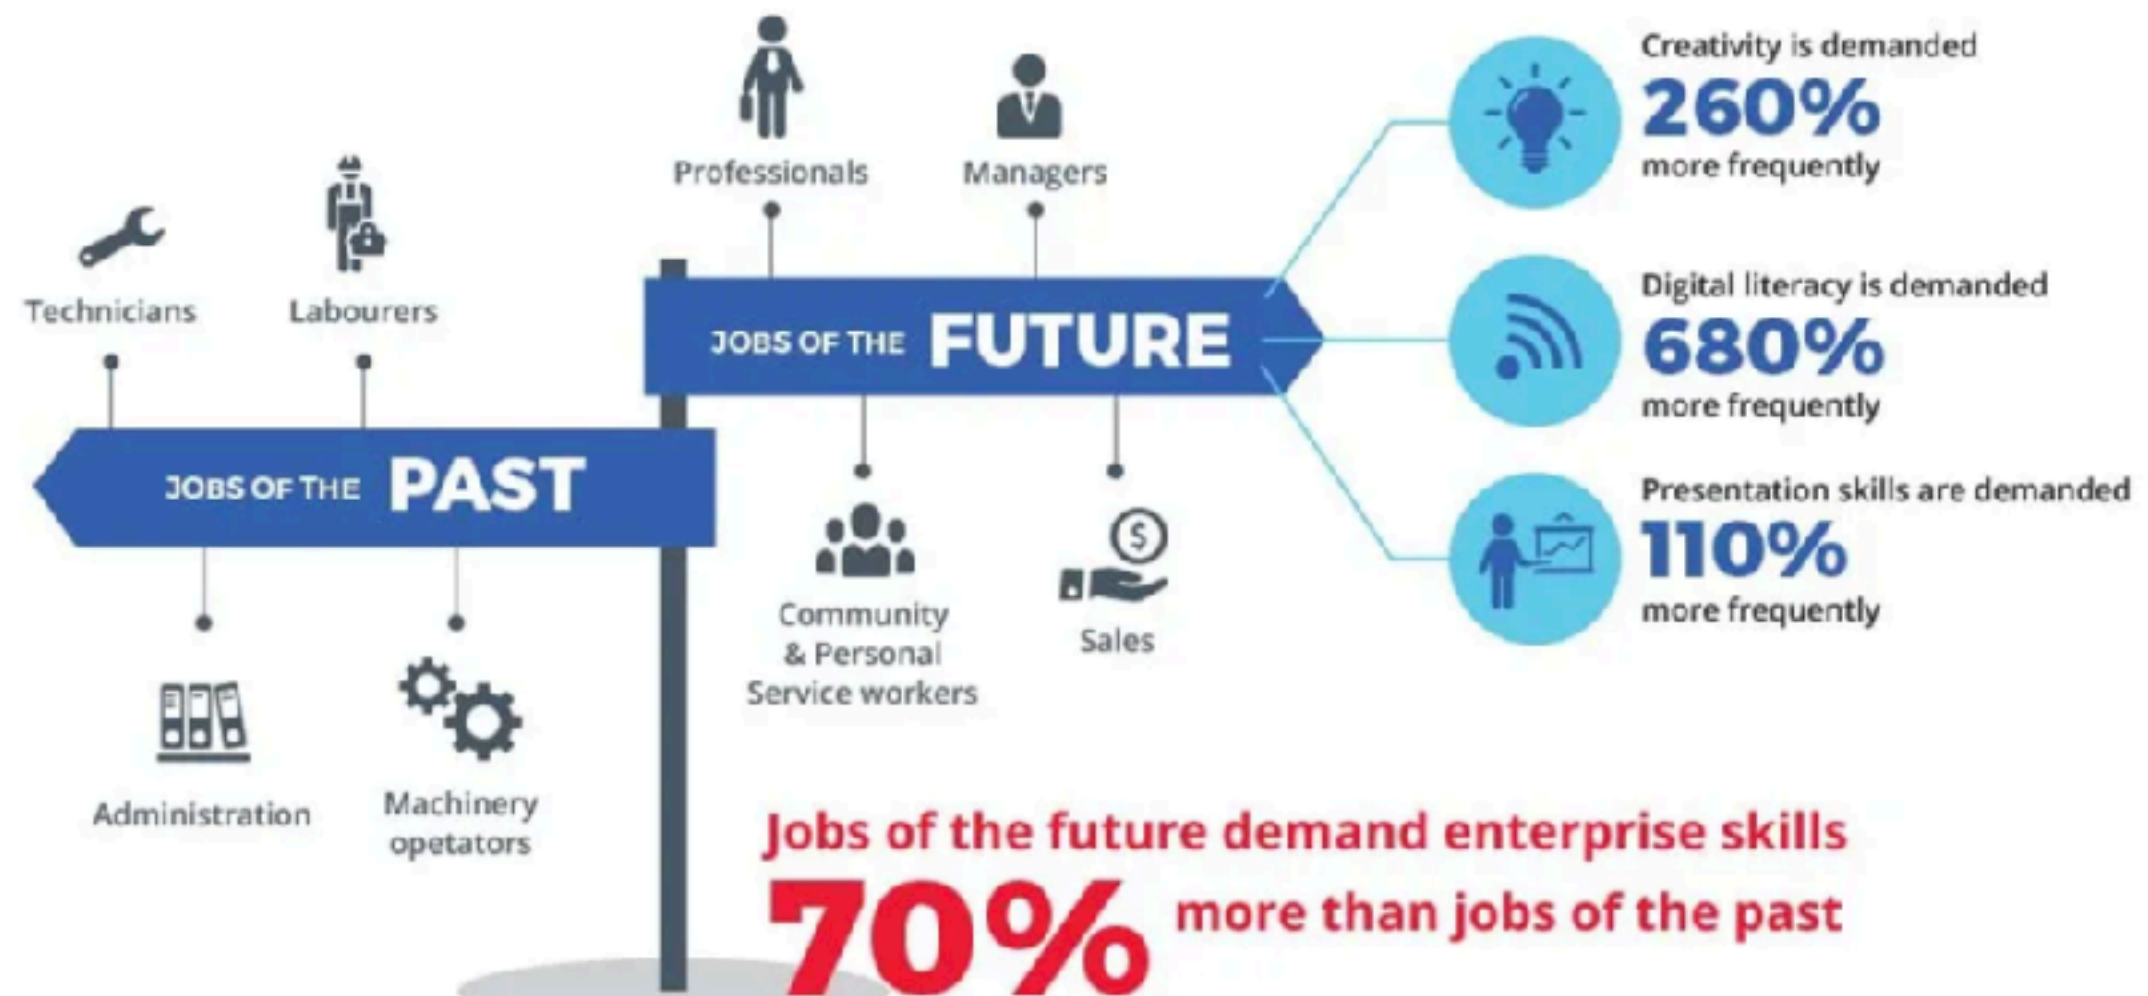 Technicians
Labourers
JOBS OF THE PAST
Administration
Machinery
opetators
Professionals
Managers
JOBS OF THE FUTURE
Community
& Personal
Service workers
$
Sales
Creativity is demanded
260%
more frequently
Digital literacy is demanded
680%
more frequently
Presentation skills are demanded
110%
more frequently
Jobs of the future demand enterprise skills
70% more than jobs of the past